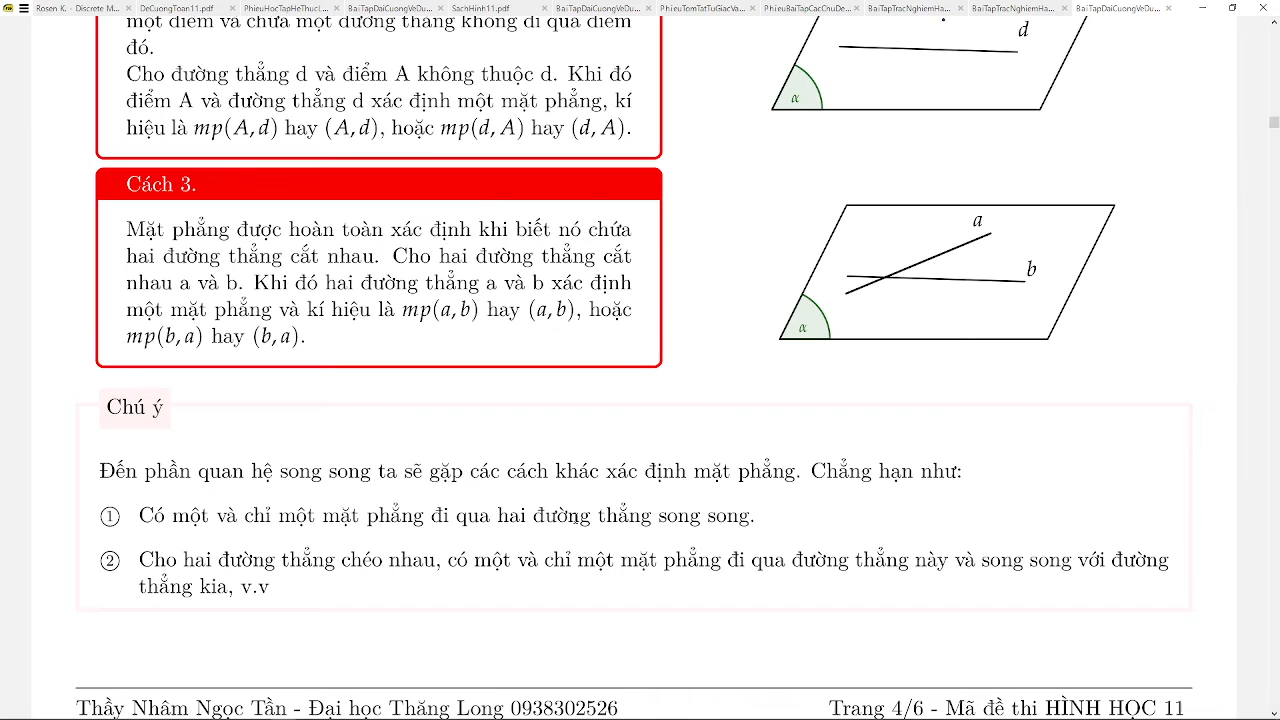 Rosen-K. - Discrete M...
DeCuongToan11.pdf
PhieuHocTapHeThucL...
BaiTapDaiCuongVeDu...
SachHinh11.pdf
BaiTapDaiCuongVeDu...
PhieuTomTatTuGiacVa...
PhieuBaiTapCacChuDe...
BaiTapTracNghiemHa...
BaiTapTracNghiemHa...
BaiTapDaiCuongVeDu...
một điểm và chứa một đường thẳng không đi qua điểm
đó.
Cho đường thẳng d và điểm A không thuộc d. Khi đó
điểm A và đường thẳng d xác định một mặt phẳng, kí
hiệu là mp(A, d) hay (A, d), hoặc mp(d, A) hay (d, A).
d
α
Cách 3.
Mặt phẳng được hoàn toàn xác định khi biết nó chứa
hai đường thẳng cắt nhau. Cho hai đường thẳng cắt
nhau a và b. Khi đó hai đường thẳng a và b xác định
một mặt phẳng và kí hiệu là mp(a, b) hay (a, b), hoặc
mp(b, a) hay (b, a).
a
b
α
Chú ý
Đến phần quan hệ song song ta sẽ gặp các cách khác xác định mặt phẳng. Chẳng hạn như:
① Có một và chỉ một mặt phẳng đi qua hai đường thẳng song song.
② Cho hai đường thẳng chéo nhau, có một và chỉ một mặt phẳng đi qua đường thẳng này và song song với đường
thẳng kia, v.v
Thầy Nhâm Ngọc Tần - Đại học Thăng Long 0938302526
Trang 4/6 - Mã đề thi HÌNH HỌC 11